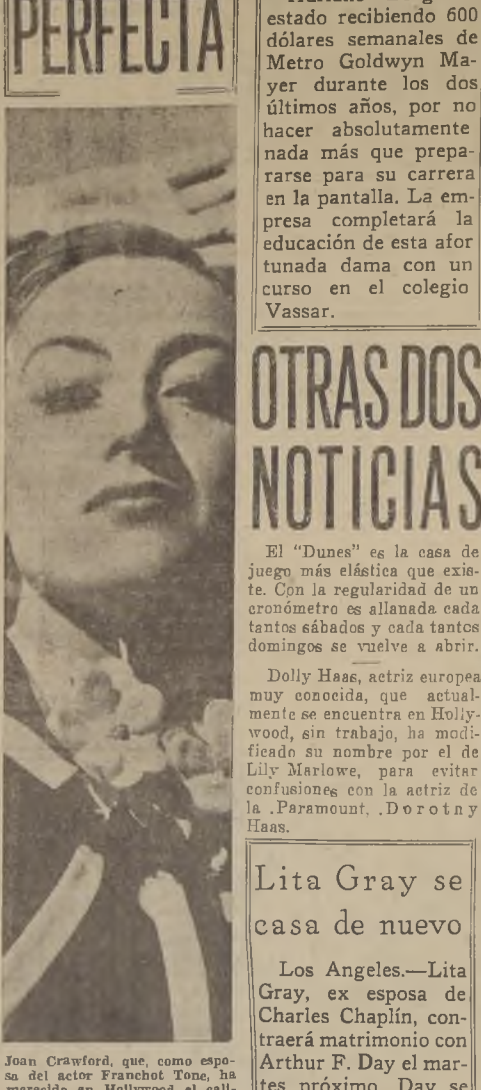 PERFECTA
Joan Crawford, que, como espo-
sa del actor Franchot Tone, ha
merecido en Hollywood el
estado recibiendo 600
dólares semanales de
Metro Goldwyn Ma-
yer durante los dos
últimos años, por no
hacer absolutamente
nada más que prepa-
rarse para su carrera
en la pantalla. La em-
presa completará la
educación de esta afor
tunada dama con un
curso en el colegio
Vassar.
OTRAS DOS
NOTICIAS
El "Dunes" es la casa de
juego más elástica que exis-
te. Con la regularidad de un
cronómetro es allanada cada
tantos sábados y cada tantos
domingos se vuelve a abrir.
Dolly Haas, actriz europea
muy conocida, que actual-
mente se encuentra en Holly-
wood, sin trabajo, ha modi-
ficado su nombre por el de
Lily Marlowe, para evitar
confusiones con la actriz de
la .Paramount, .Dorotny
Haas.
Lita Gray se
casa de nuevo
Los Angeles.—Lita
Gray, ex esposa de
Charles Chaplín, con-
traerá matrimonio con
Arthur F. Day el mar-
tes próximo. Day se